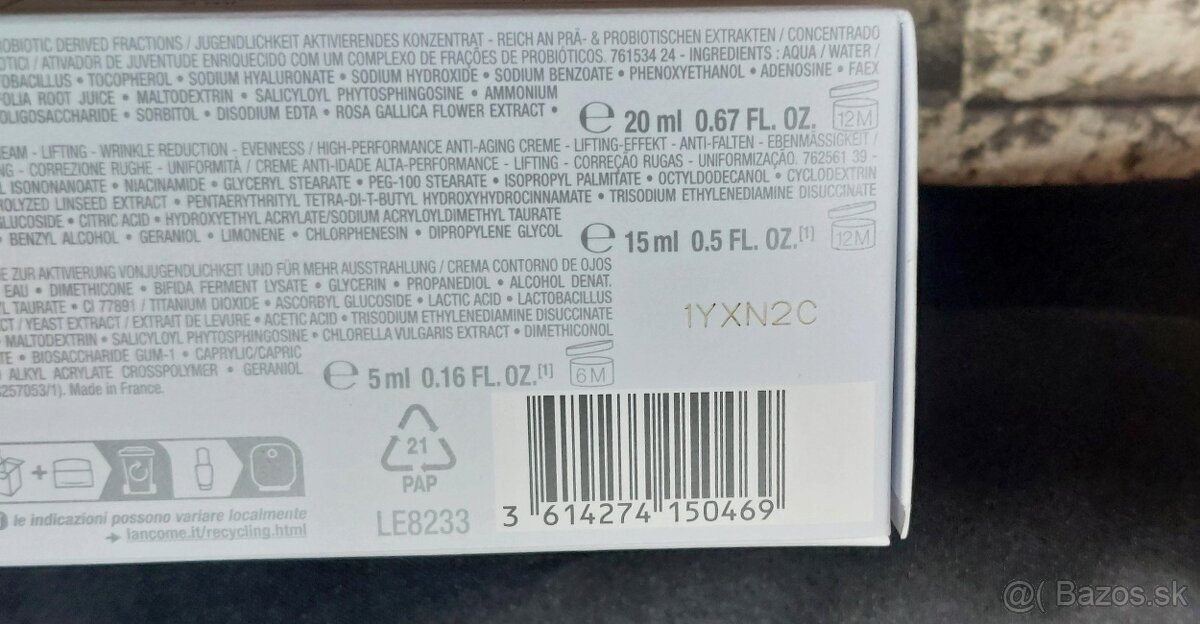 OBIOTIC DERIVED FRACTIONS / JUGENDLICHKEIT AKTIVIERENDES KONZENTRAT - REICH AN PRÄ- & PROBIOTISCHEN EXTRAKTEN / CONCENTRADO
OTICI / ATIVADOR DE JUVENTUDE ENRIQUECIDO COM UM COMPLEXO DE FRAÇÕES DE PROBIÓTICOS. 761534 24 - INGREDIENTS : AQUA / WATER /
TOBACILLUS • TOCOPHEROL • SODIUM HYALURONATE • SODIUM HYDROXIDE • SODIUM BENZOATE • PHENOXYETHANOL • ADENOSINE • FAEX
FOLIA ROOT JUICE • MALTODEXTRIN • SALICYLOYL PHYTOSPHINGOSINE • AMMONIUM
OLIGOSACCHARIDE • SORBITOL • DISODIUM EDTA • ROSA GALLICA FLOWER EXTRACT •
℮ 20 ml 0.67 FL. OZ. 12M
EAM - LIFTING - WRINKLE REDUCTION - EVENNESS / HIGH-PERFORMANCE ANTI-AGING CREME - LIFTING-EFFEKT - ANTI-FALTEN - EBENMÄSSIGKEIT /
NG - CORREZIONE RUGHE - UNIFORMITÀ / CREME ANTI-IDADE ALTA-PERFORMANCE - LIFTING - CORREÇÃO RUGAS - UNIFORMIZAÇÃO. 762561 39 -
L ISONONANOATE • NIACINAMIDE • GLYCERYL STEARATE • PEG-100 STEARATE • ISOPROPYL PALMITATE • OCTYLDODECANOL • CYCLODEXTRIN
ROLYZED LINSEED EXTRACT • PENTAERYTHRITYL TETRA-DI-T-BUTYL HYDROXYHYDROCINNAMATE • TRISODIUM ETHYLENEDIAMINE DISUCCINATE
GLUCOSIDE • CITRIC ACID • HYDROXYETHYL ACRYLATE/SODIUM ACRYLOYLDIMETHYL TAURATE
• BENZYL ALCOHOL • GERANIOL • LIMONENE • CHLORPHENESIN • DIPROPYLENE GLYCOL
℮ 15 ml 0.5 FL. OZ.[1] 12M
E ZUR AKTIVIERUNG VONJUGENDLICHKEIT UND FÜR MEHR AUSSTRAHLUNG / CREMA CONTORNO DE OJOS
EAU • DIMETHICONE • BIFIDA FERMENT LYSATE • GLYCERIN • PROPANEDIOL • ALCOHOL DENAT.
YL TAURATE • CI 77891 / TITANIUM DIOXIDE • ASCORBYL GLUCOSIDE • LACTIC ACID • LACTOBACILLUS
CT / YEAST EXTRACT / EXTRAIT DE LEVURE • ACETIC ACID • TRISODIUM ETHYLENEDIAMINE DISUCCINATE
MALTODEXTRIN • SALICYLOYL PHYTOSPHINGOSINE • CHLORELLA VULGARIS EXTRACT • DIMETHICONOL
TE • BIOSACCHARIDE GUM-1 • CAPRYLIC/CAPRIC
ALKYL ACRYLATE CROSSPOLYMER • GERANIOL
6257053/1). Made in France.
℮ 5 ml 0.16 FL. OZ.[1] 6M
1YXN2C
21
PAP
LE8233
le indicazioni possono variare localmente
lancome.it/recycling.html
3 614274 150469
@( Bazos.sk